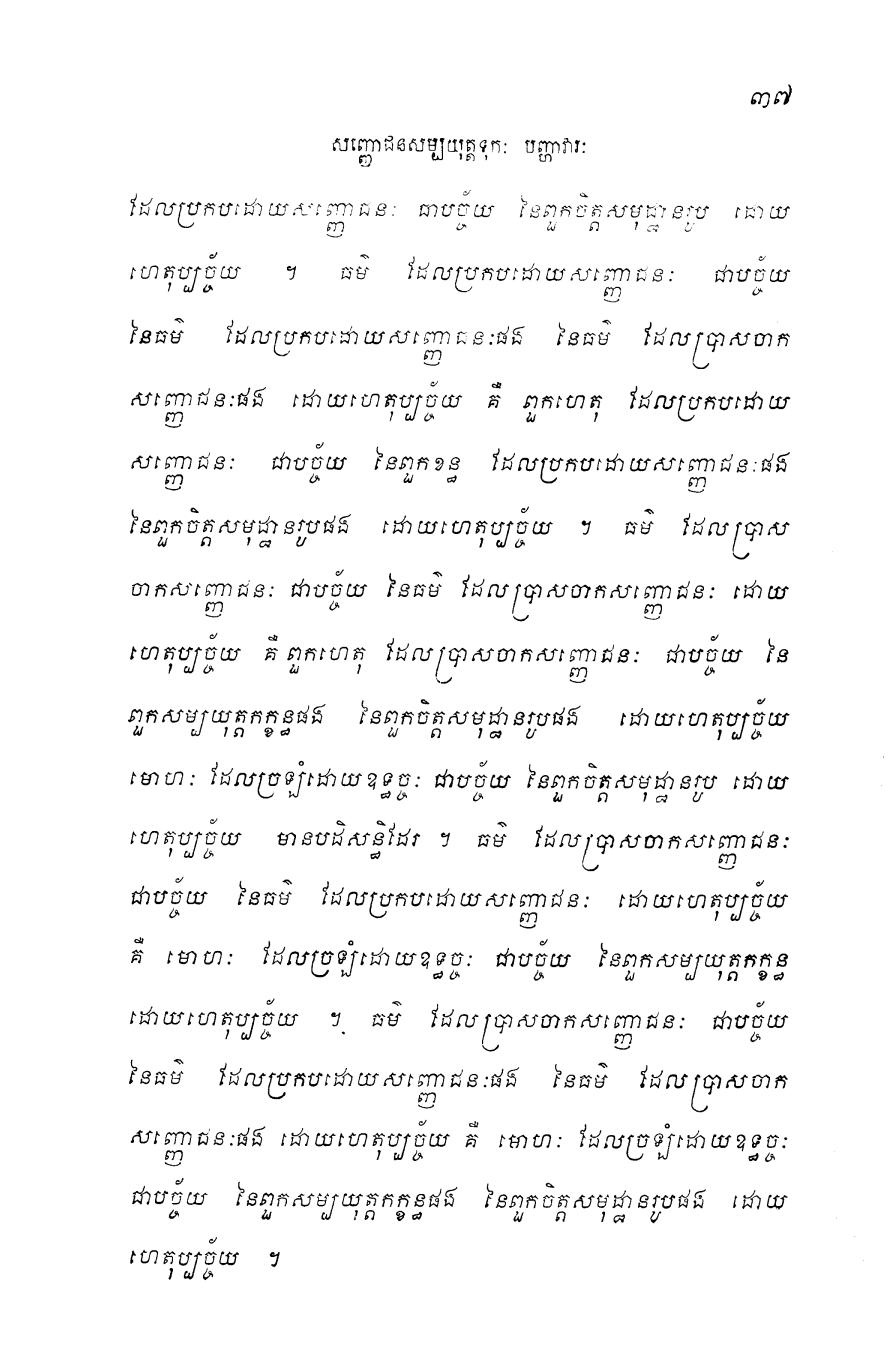 ៣៧
សញ្ញោជនសម្បយុត្តទុកៈ បញ្ហាវារៈ
ដែលប្រកបដោយសញ្ញោជនៈ ជាបច្ច័យ នៃពួកចិត្តសមុដ្ឋានរូប ដោយ
ហេតុប្បច្ច័យ ។ ធម៌ ដែលប្រកបដោយសញ្ញោជនៈ ជាបច្ច័យ
នៃធម៌ ដែលប្រកបដោយសញ្ញោជនៈផង នៃធម៌ ដែលប្រាសចាក
សញ្ញោជនៈផង ដោយហេតុប្បច្ច័យ គឺ ពួកហេតុ ដែលប្រកបដោយ
សញ្ញោជនៈ ជាបច្ច័យ នៃពួកខន្ធ ដែលប្រកបដោយសញ្ញោជនៈផង
នៃពួកចិត្តសមុដ្ឋានរូបផង ដោយហេតុប្បច្ច័យ ។ ធម៌ ដែលប្រាស
ចាកសញ្ញោជនៈ ជាបច្ច័យ នៃធម៌ ដែលប្រាសចាកសញ្ញោជនៈ ដោយ
ហេតុប្បច្ច័យ គឺ ពួកហេតុ ដែលប្រាសចាកសញ្ញោជនៈ ជាបច្ច័យ នៃ
ពួកសម្បយុត្តកក្ខន្ធផង នៃពួកចិត្តសមុដ្ឋានរូបផង ដោយហេតុប្បច្ច័យ
មោហៈ ដែលច្រឡំដោយឧទ្ធច្ចៈ ជាបច្ច័យ នៃពួកចិត្តសមុដ្ឋានរូប ដោយ
ហេតុប្បច្ច័យ មានបដិសន្ធិដែរ ។ ធម៌ ដែលប្រាសចាកសញ្ញោជនៈ
ជាបច្ច័យ នៃធម៌ ដែលប្រកបដោយសញ្ញោជនៈ ដោយហេតុប្បច្ច័យ
គឺ មោហៈ ដែលច្រឡំដោយឧទ្ធច្ចៈ ជាបច្ច័យ នៃពួកសម្បយុត្តកក្ខន្ធ
ដោយហេតុប្បច្ច័យ ។ ធម៌ ដែលប្រាសចាកសញ្ញោជនៈ ជាបច្ច័យ
នៃធម៌ ដែលប្រកបដោយសញ្ញោជនៈផង នៃធម៌ ដែលប្រាសចាក
សញ្ញោជនៈផង ដោយហេតុប្បច្ច័យ គឺ មោហៈ ដែលច្រឡំដោយឧទ្ធច្ចៈ
ជាបច្ច័យ នៃពួកសម្បយុត្តកក្ខន្ធផង នៃពួកចិត្តសមុដ្ឋានរូបផង ដោយ
ហេតុប្បច្ច័យ ។